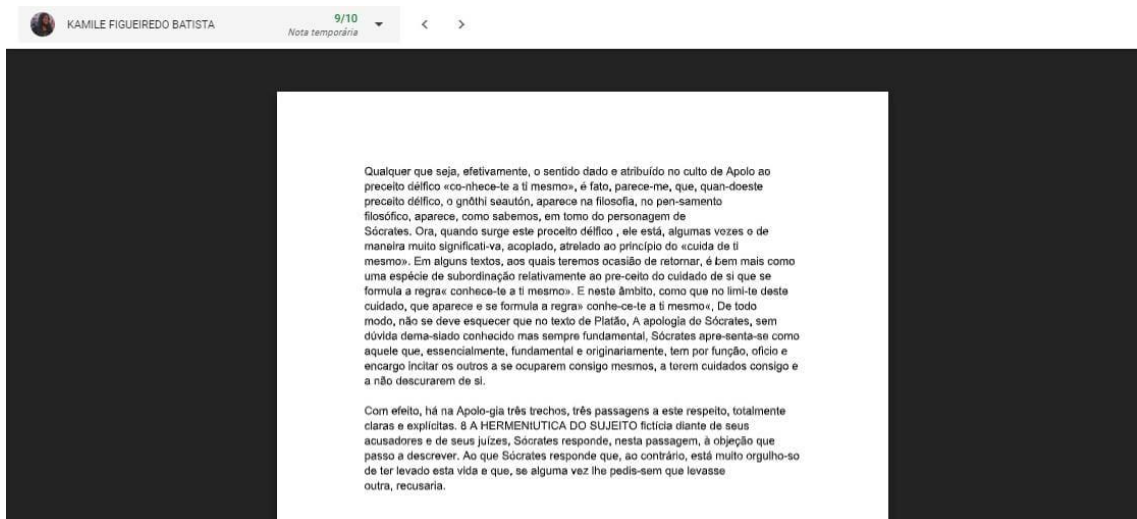 KAMILE FIGUEIREDO BATISTA
9/10
Nota temporária
Qualquer que seja, efetivamente, o sentido dado e atribuído no culto de Apolo ao
preceito délfico «co-nhece-te a ti mesmo», é fato, parece-me, que, quan-doeste
preceito délfico, o gnôthi seautón, aparece na filosofia, no pen-samento
filosófico, aparece, como sabemos, em tomo do personagem de
Sócrates. Ora, quando surge este preceito délfico , ele está, algumas vezes o de
maneira muito significati-va, acoplado, atrelado ao princípio do «cuida de ti
mesmo». Em alguns textos, aos quais teremos ocasião de retornar, é bem mais como
uma espécie de subordinação relativamente ao pre-ceito do cuidado de si que se
formula a regra« conhece-te a ti mesmo». E neste âmbito, como que no limi-te deste
cuidado, que aparece e se formula a regra» conhe-ce-te a ti mesmo«, De todo
modo, não se deve esquecer que no texto de Platão, A apologia de Sócrates, sem
dúvida dema-siado conhecido mas sempre fundamental, Sócrates apre-senta-se como
aquele que, essencialmente, fundamental e originariamente, tem por função, ofício e
encargo incitar os outros a se ocuparem consigo mesmos, a terem cuidados consigo e
a não descurarem de si.
Com efeito, há na Apolo-gia três trechos, três passagens a este respeito, totalmente
claras e explícitas. 8 A HERMENtUTICA DO SUJEITO fictícia diante de seus
acusadores e de seus juízes, Sócrates responde, nesta passagem, à objeção que
passo a descrever. Ao que Sócrates responde que, ao contrário, está muito orgulho-so
de ter levado esta vida e que, se alguma vez lhe pedis-sem que levasse
outra, recusaria.